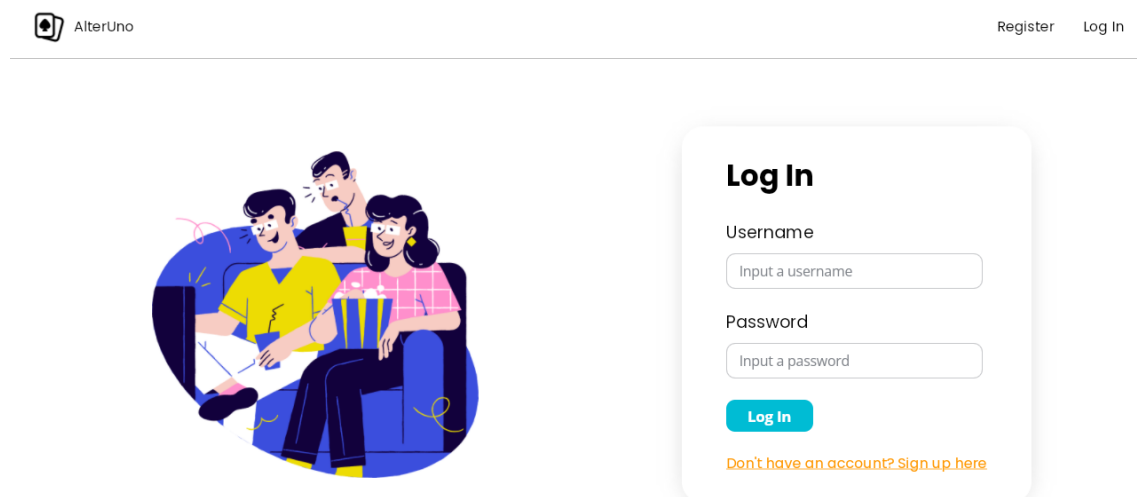 AlterUno
Register
Log In
Log In
Username
Input a username
Password
Input a password
Log In
Don't have an account? Sign up here